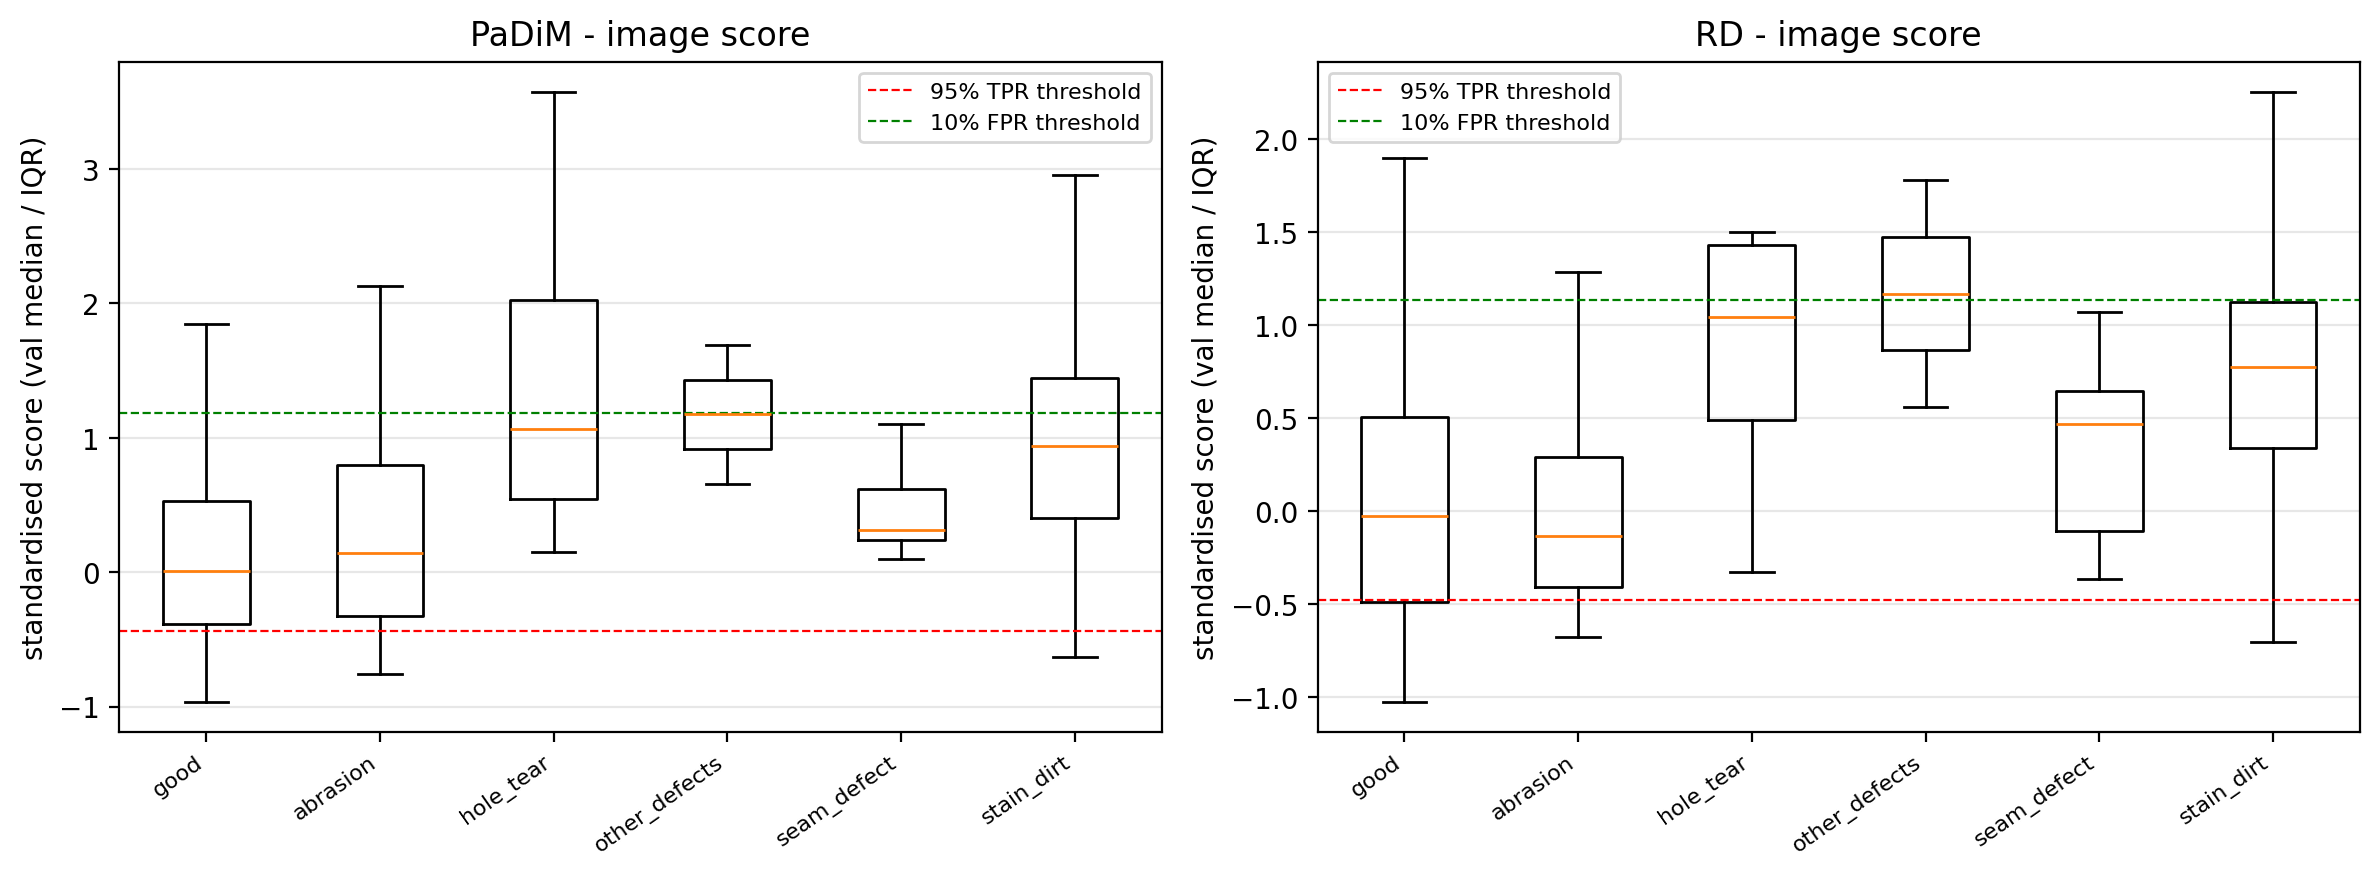 PaDiM - image score
standardised score (val median / IQR)
3
2
1
0
−1
95% TPR threshold
10% FPR threshold
good
abrasion
hole_tear
other_defects
seam_defect
stain_dirt
RD - image score
standardised score (val median / IQR)
2.0
1.5
1.0
0.5
0.0
−0.5
−1.0
95% TPR threshold
10% FPR threshold
good
abrasion
hole_tear
other_defects
seam_defect
stain_dirt